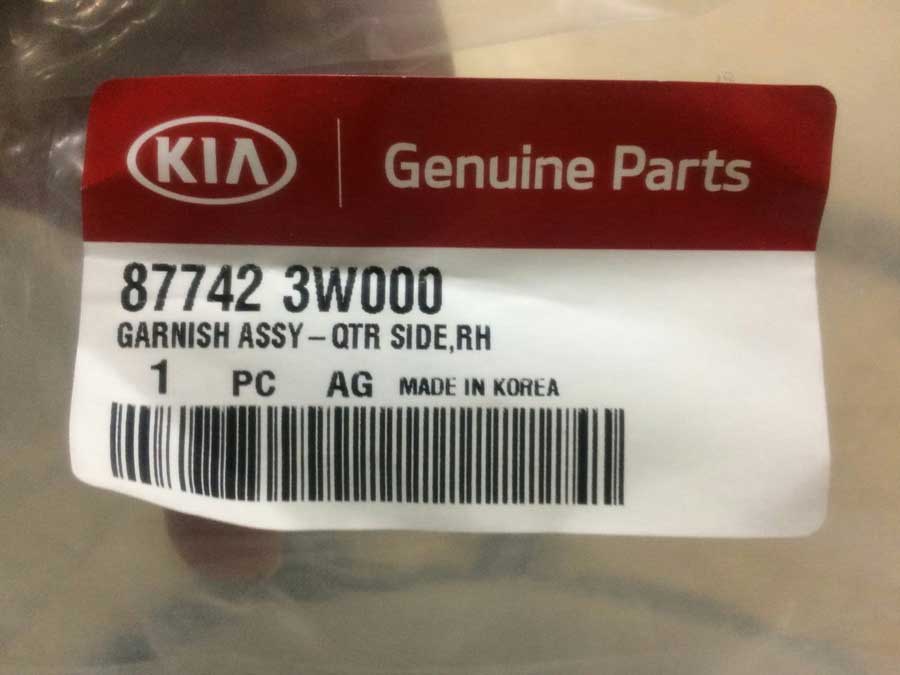 KIA Genuine Parts
87742 3W000
GARNISH ASSY-QTR SIDE,RH
1 PC AG MADE IN KOREA